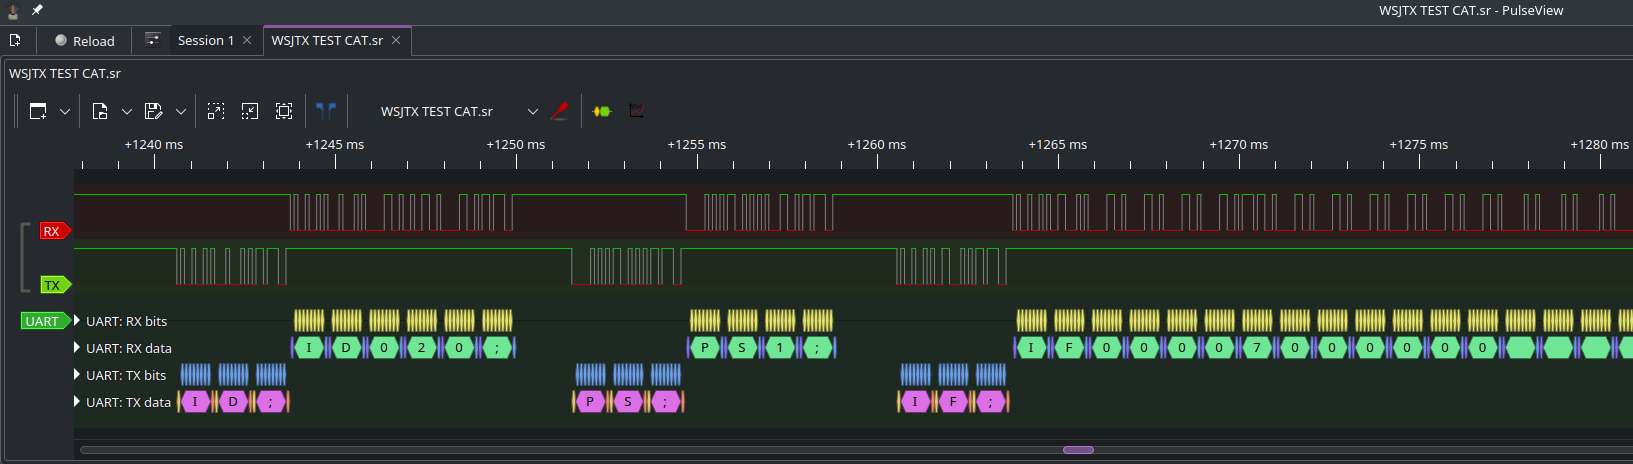 WSJTX TEST CAT.sr - PulseView
Reload Session 1 WSJTX TEST CAT.sr
WSJTX TEST CAT.sr
WSJTX TEST CAT.sr
+1240 ms +1245 ms +1250 ms +1255 ms +1260 ms +1265 ms +1270 ms +1275 ms +1280 ms
RX
TX
UART UART: RX bits
UART: RX data I D 0 2 0 ; P S 1 ; I F 0 0 0 0 7 0 0 0 0 0 0
UART: TX bits
UART: TX data I D ; P S ; I F ;